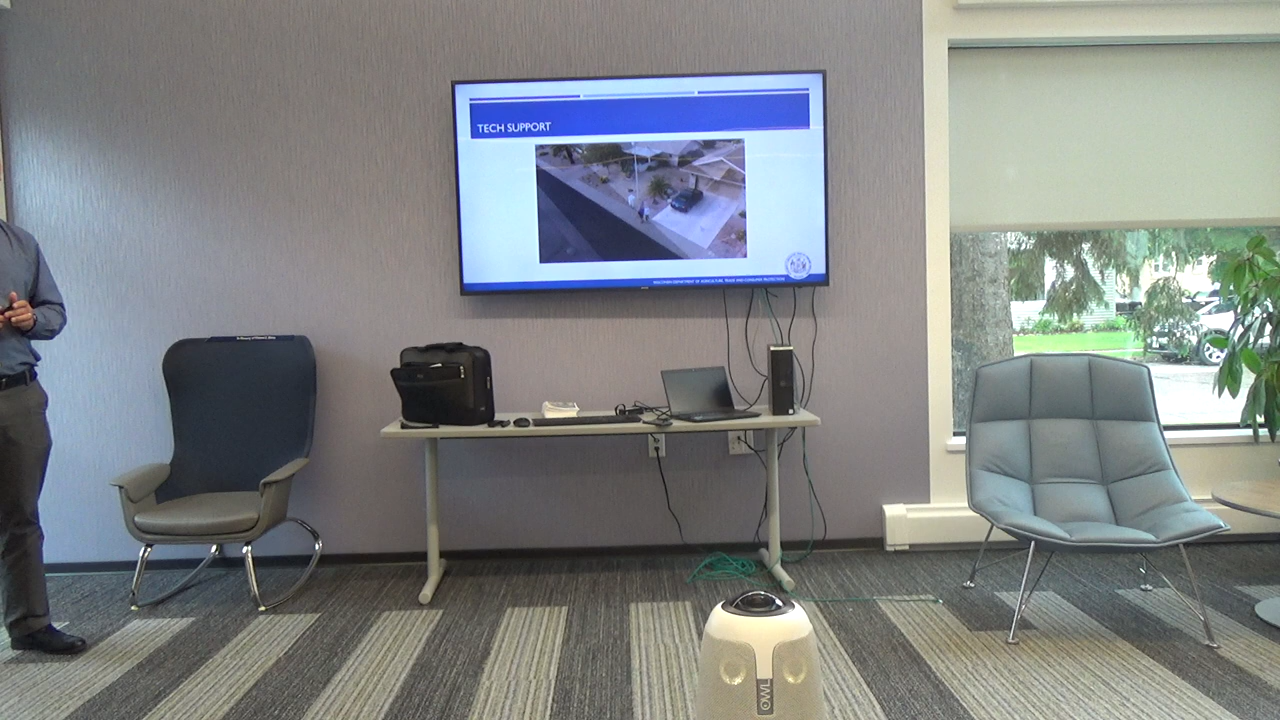 TECH SUPPORT
WISCONSIN DEPARTMENT OF AGRICULTURE, TRADE AND CONSUMER PROTECTION
OWL